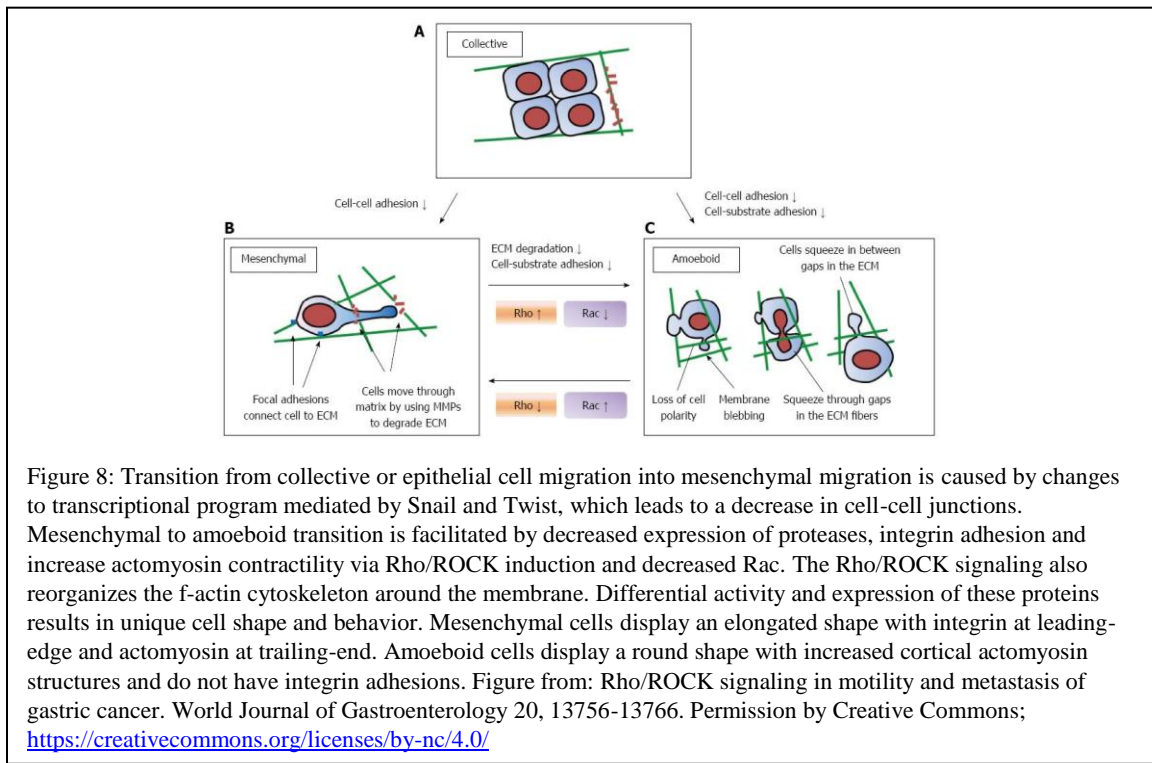 A
Collective
Cell-cell adhesion ↓
Cell-cell adhesion ↓
Cell-substrate adhesion ↓
B
Mesenchymal
Focal adhesions
connect cell to ECM
Cells move through
matrix by using MMPs
to degrade ECM
ECM degradation ↓
Cell-substrate adhesion ↓
Rho ↑
Rac ↓
Rho ↓
Rac ↑
C
Amoeboid
Cells squeeze in between
gaps in the ECM
Loss of cell
polarity
Membrane
blebbing
Squeeze through gaps
in the ECM fibers
Figure 8: Transition from collective or epithelial cell migration into mesenchymal migration is caused by changes
to transcriptional program mediated by Snail and Twist, which leads to a decrease in cell-cell junctions.
Mesenchymal to amoeboid transition is facilitated by decreased expression of proteases, integrin adhesion and
increase actomyosin contractility via Rho/ROCK induction and decreased Rac. The Rho/ROCK signaling also
reorganizes the f-actin cytoskeleton around the membrane. Differential activity and expression of these proteins
results in unique cell shape and behavior. Mesenchymal cells display an elongated shape with integrin at leading-
edge and actomyosin at trailing-end. Amoeboid cells display a round shape with increased cortical actomyosin
structures and do not have integrin adhesions. Figure from: Rho/ROCK signaling in motility and metastasis of
gastric cancer. World Journal of Gastroenterology 20, 13756-13766. Permission by Creative Commons;
https://creativecommons.org/licenses/by-nc/4.0/